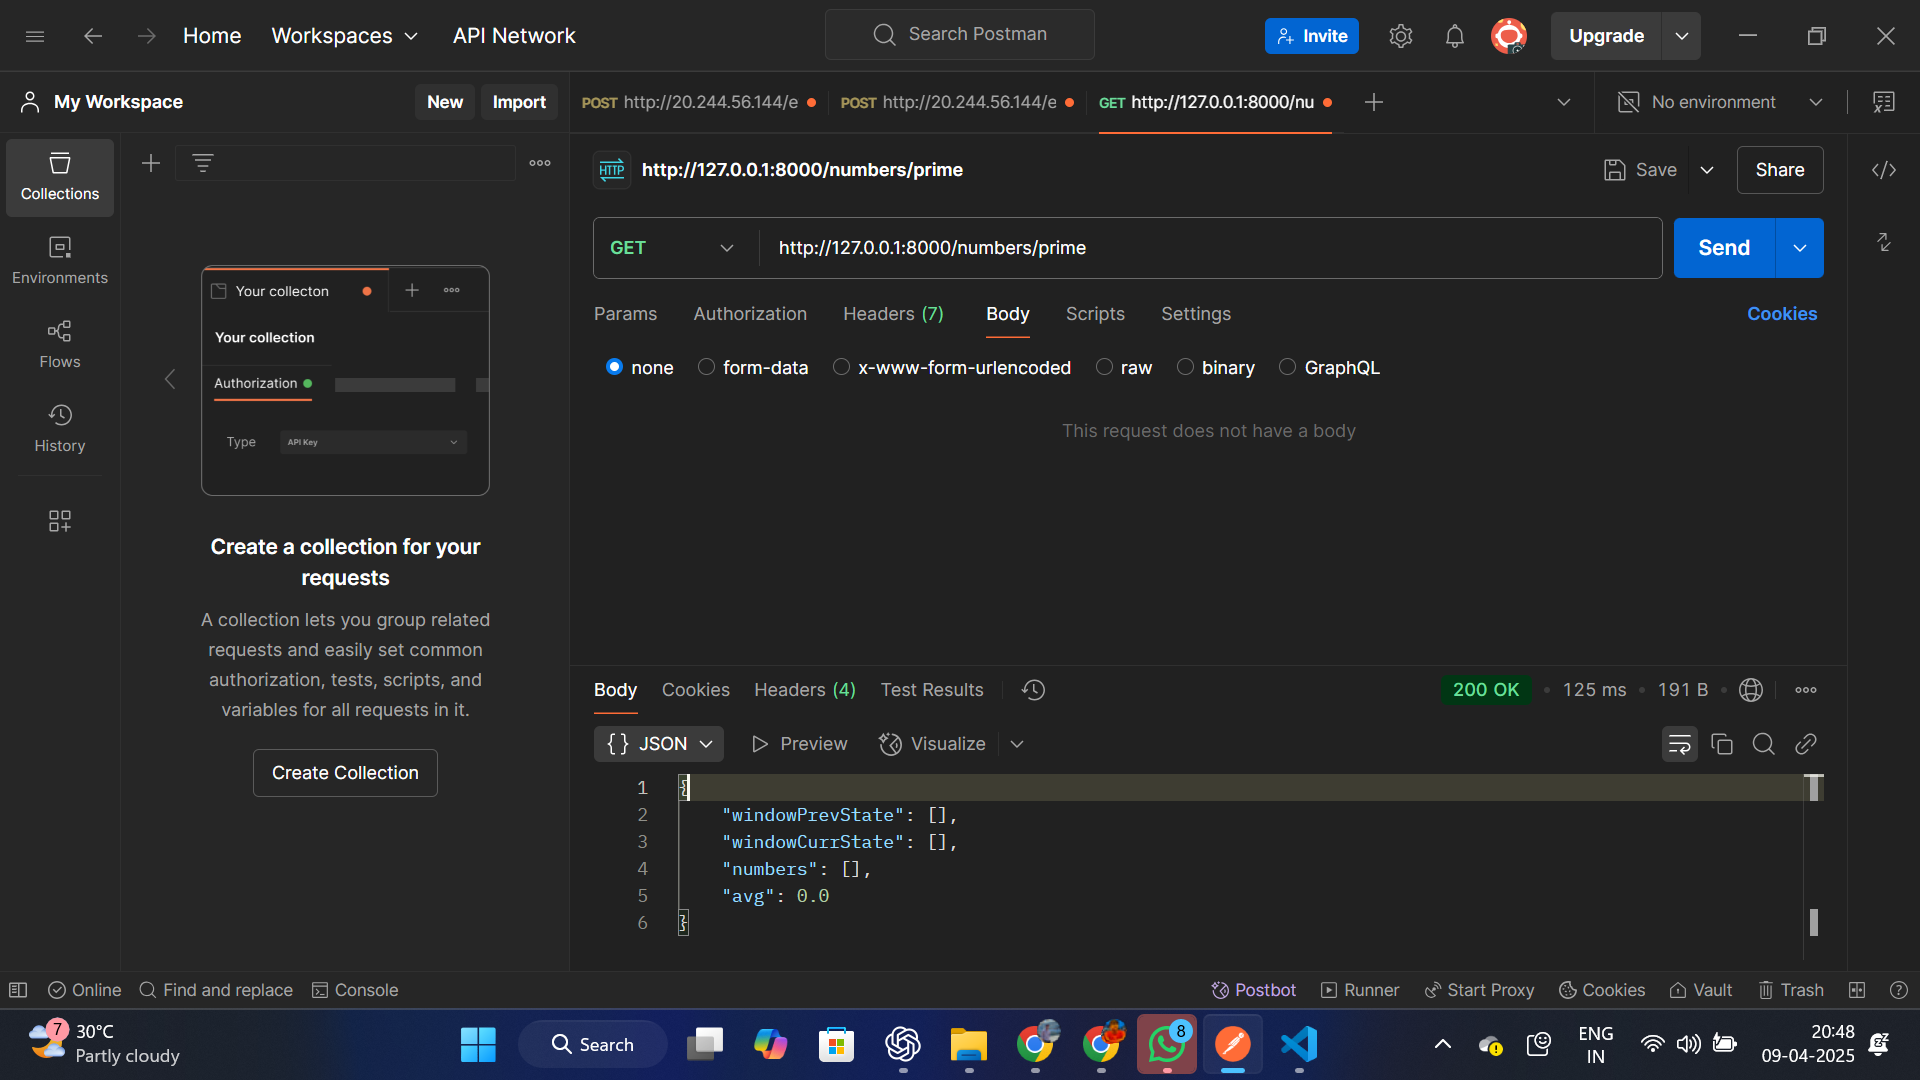 Home
Workspaces
API Network
Search Postman
Invite
Upgrade
My Workspace
New
Import
POST http://20.244.56.144/e
POST http://20.244.56.144/e
GET http://127.0.0.1:8000/nu
No environment
Collections
Environments
Flows
History
Your collecton
Your collection
Authorization
Type
API Key
Create a collection for your
requests
A collection lets you group related
requests and easily set common
authorization, tests, scripts, and
variables for all requests in it.
Create Collection
HTTP
http://127.0.0.1:8000/numbers/prime
Save
Share
GET
http://127.0.0.1:8000/numbers/prime
Send
Params
Authorization
Headers (7)
Body
Scripts
Settings
Cookies
none
form-data
x-www-form-urlencoded
raw
binary
GraphQL
This request does not have a body
Body
Cookies
Headers (4)
Test Results
200 OK
125 ms
191 B
{} JSON
Preview
Visualize
1 {
2 "windowPrevState": [],
3 "windowCurrState": [],
4 "numbers": [],
5 "avg": 0.0
6 }
Online
Find and replace
Console
Postbot
Runner
Start Proxy
Cookies
Vault
Trash
7
30°C
Partly cloudy
Search
8
ENG
IN
20:48
09-04-2025